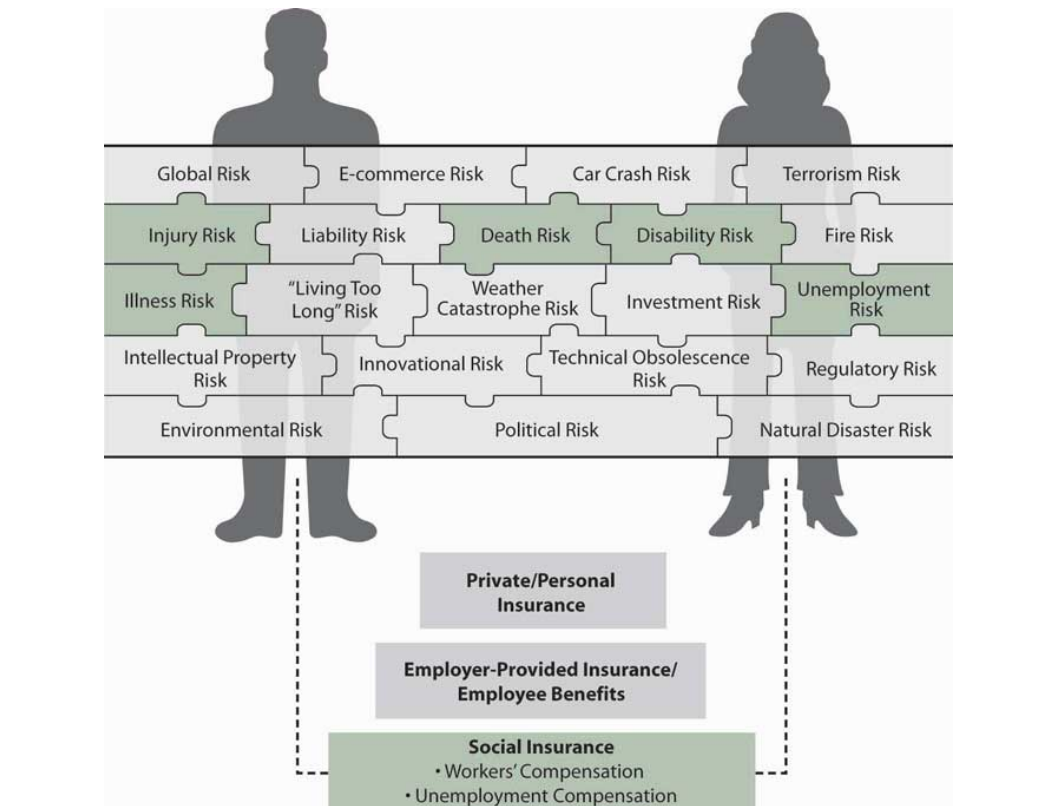 Global Risk
E-commerce Risk
Car Crash Risk
Terrorism Risk
Injury Risk
Liability Risk
Death Risk
Disability Risk
Fire Risk
Illness Risk
“Living Too
Long” Risk
Weather
Catastrophe Risk
Investment Risk
Unemployment
Risk
Intellectual Property
Risk
Innovational Risk
Technical Obsolescence
Risk
Regulatory Risk
Environmental Risk
Political Risk
Natural Disaster Risk
Private/Personal
Insurance
Employer-Provided Insurance/
Employee Benefits
Social Insurance
• Workers’ Compensation
• Unemployment Compensation